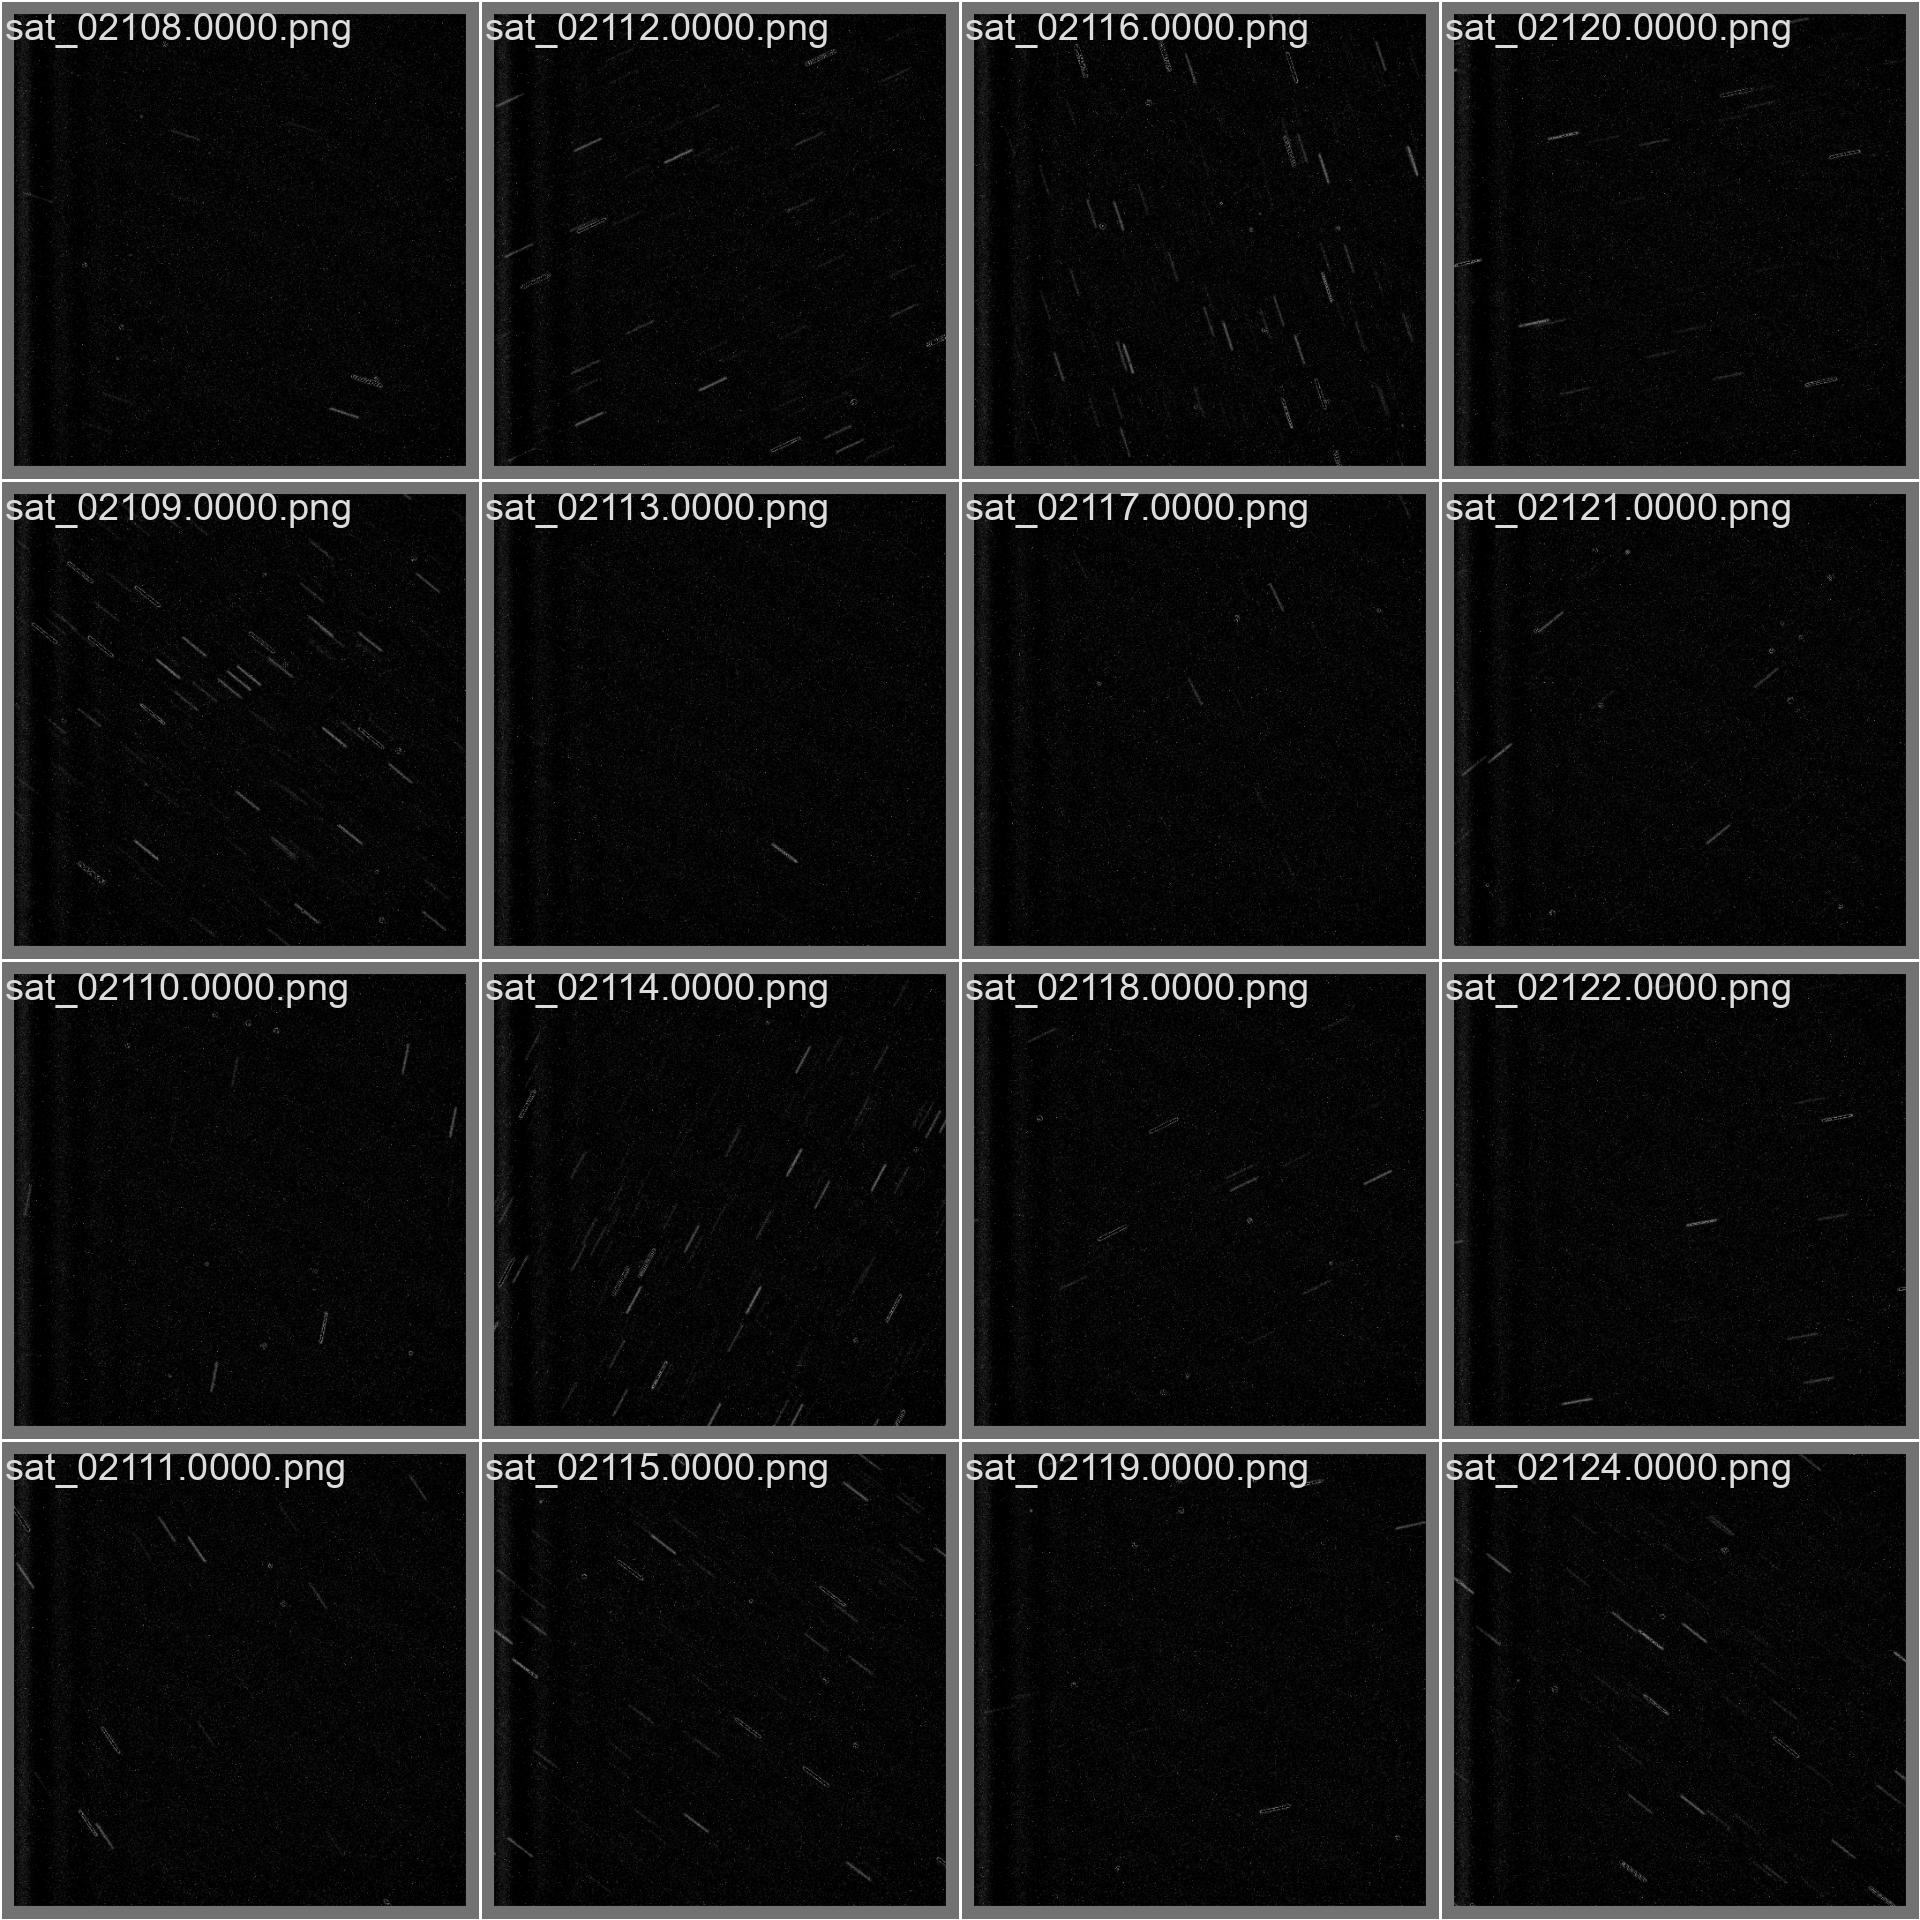 sat_02108.0000.png
sat_02112.0000.png
sat_02116.0000.png
sat_02120.0000.png
sat_02109.0000.png
sat_02113.0000.png
sat_02117.0000.png
sat_02121.0000.png
sat_02110.0000.png
sat_02114.0000.png
sat_02118.0000.png
sat_02122.0000.png
sat_02111.0000.png
sat_02115.0000.png
sat_02119.0000.png
sat_02124.0000.png